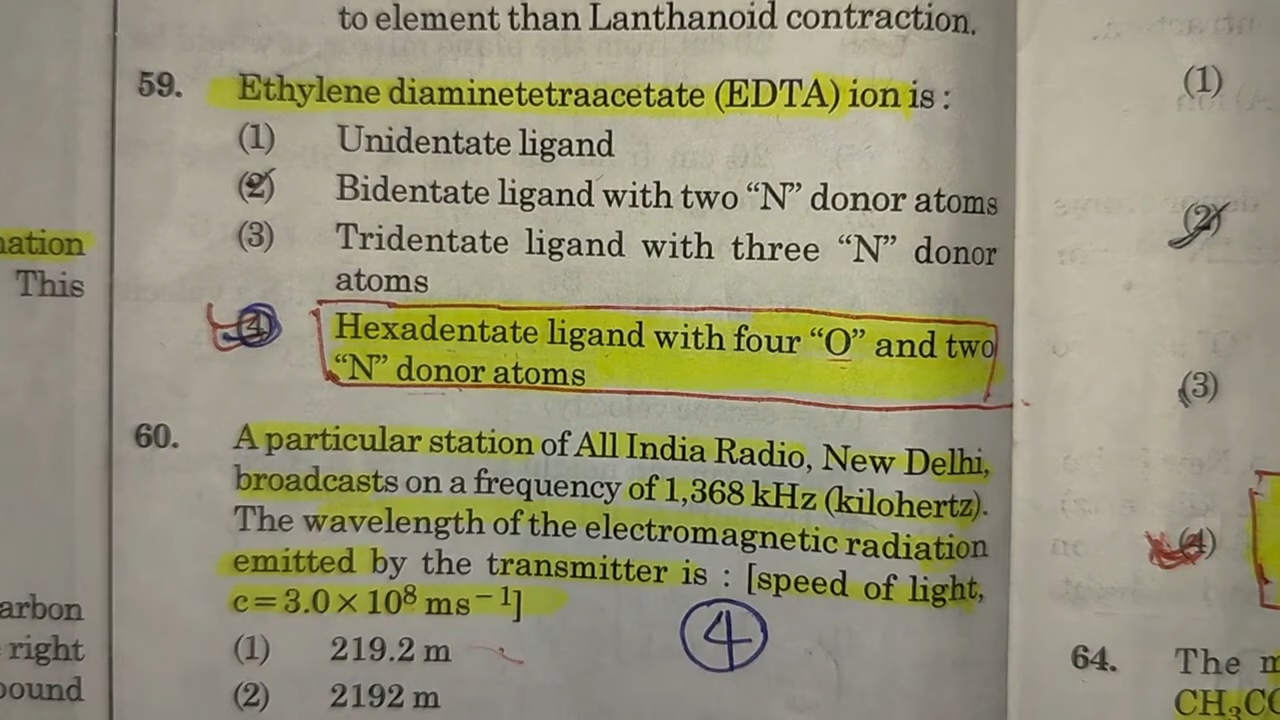 to element than Lanthanoid contraction.
59. Ethylene diaminetetraacetate (EDTA) ion is :
(1) Unidentate ligand
(2) Bidentate ligand with two “N” donor atoms
(3) Tridentate ligand with three “N” donor
atoms
(4) Hexadentate ligand with four “O” and two
“N” donor atoms
60. A particular station of All India Radio, New Delhi,
broadcasts on a frequency of 1,368 kHz (kilohertz).
The wavelength of the electromagnetic radiation
emitted by the transmitter is : [speed of light,
c = 3.0 × 10⁸ ms⁻¹]
4
(1) 219.2 m
(2) 2192 m
This
arbon
right
(1)
(2)
(3)
(4)
64. The